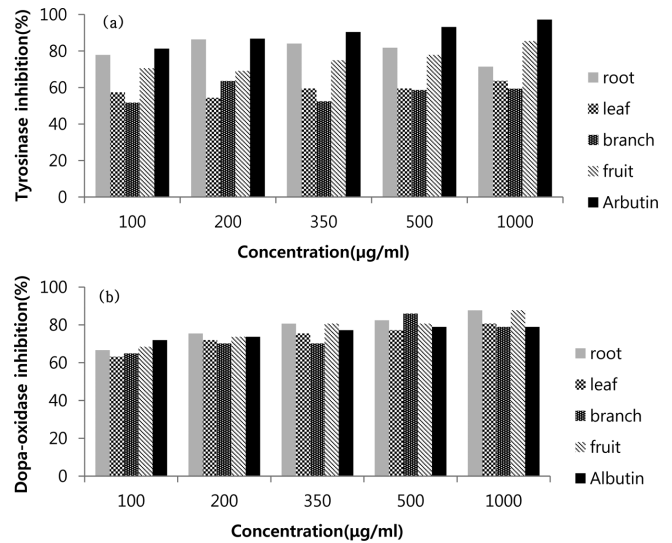 (a)
Tyrosinase inhibition(%)
100
80
60
40
20
0
100 200 350 500 1000
Concentration(μg/ml)
root
leaf
branch
fruit
Arbutin
(b)
Dopa-oxidase inhibition(%)
100
80
60
40
20
0
100 200 350 500 1000
Concentration(μg/ml)
root
leaf
branch
fruit
Albutin